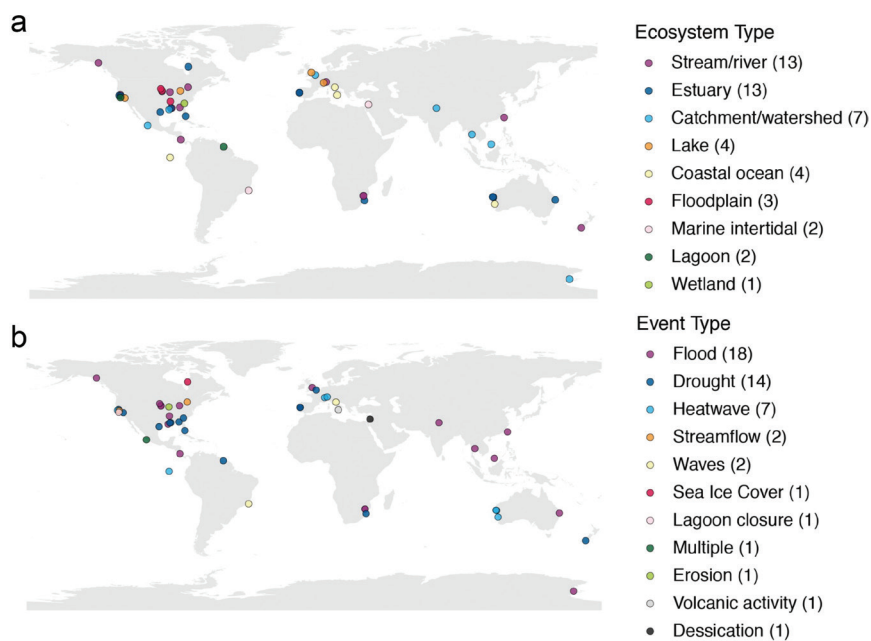 a
Ecosystem Type
Stream/river (13)
Estuary (13)
Catchment/watershed (7)
Lake (4)
Coastal ocean (4)
Floodplain (3)
Marine intertidal (2)
Lagoon (2)
Wetland (1)
b
Event Type
Flood (18)
Drought (14)
Heatwave (7)
Streamflow (2)
Waves (2)
Sea Ice Cover (1)
Lagoon closure (1)
Multiple (1)
Erosion (1)
Volcanic activity (1)
Dessication (1)